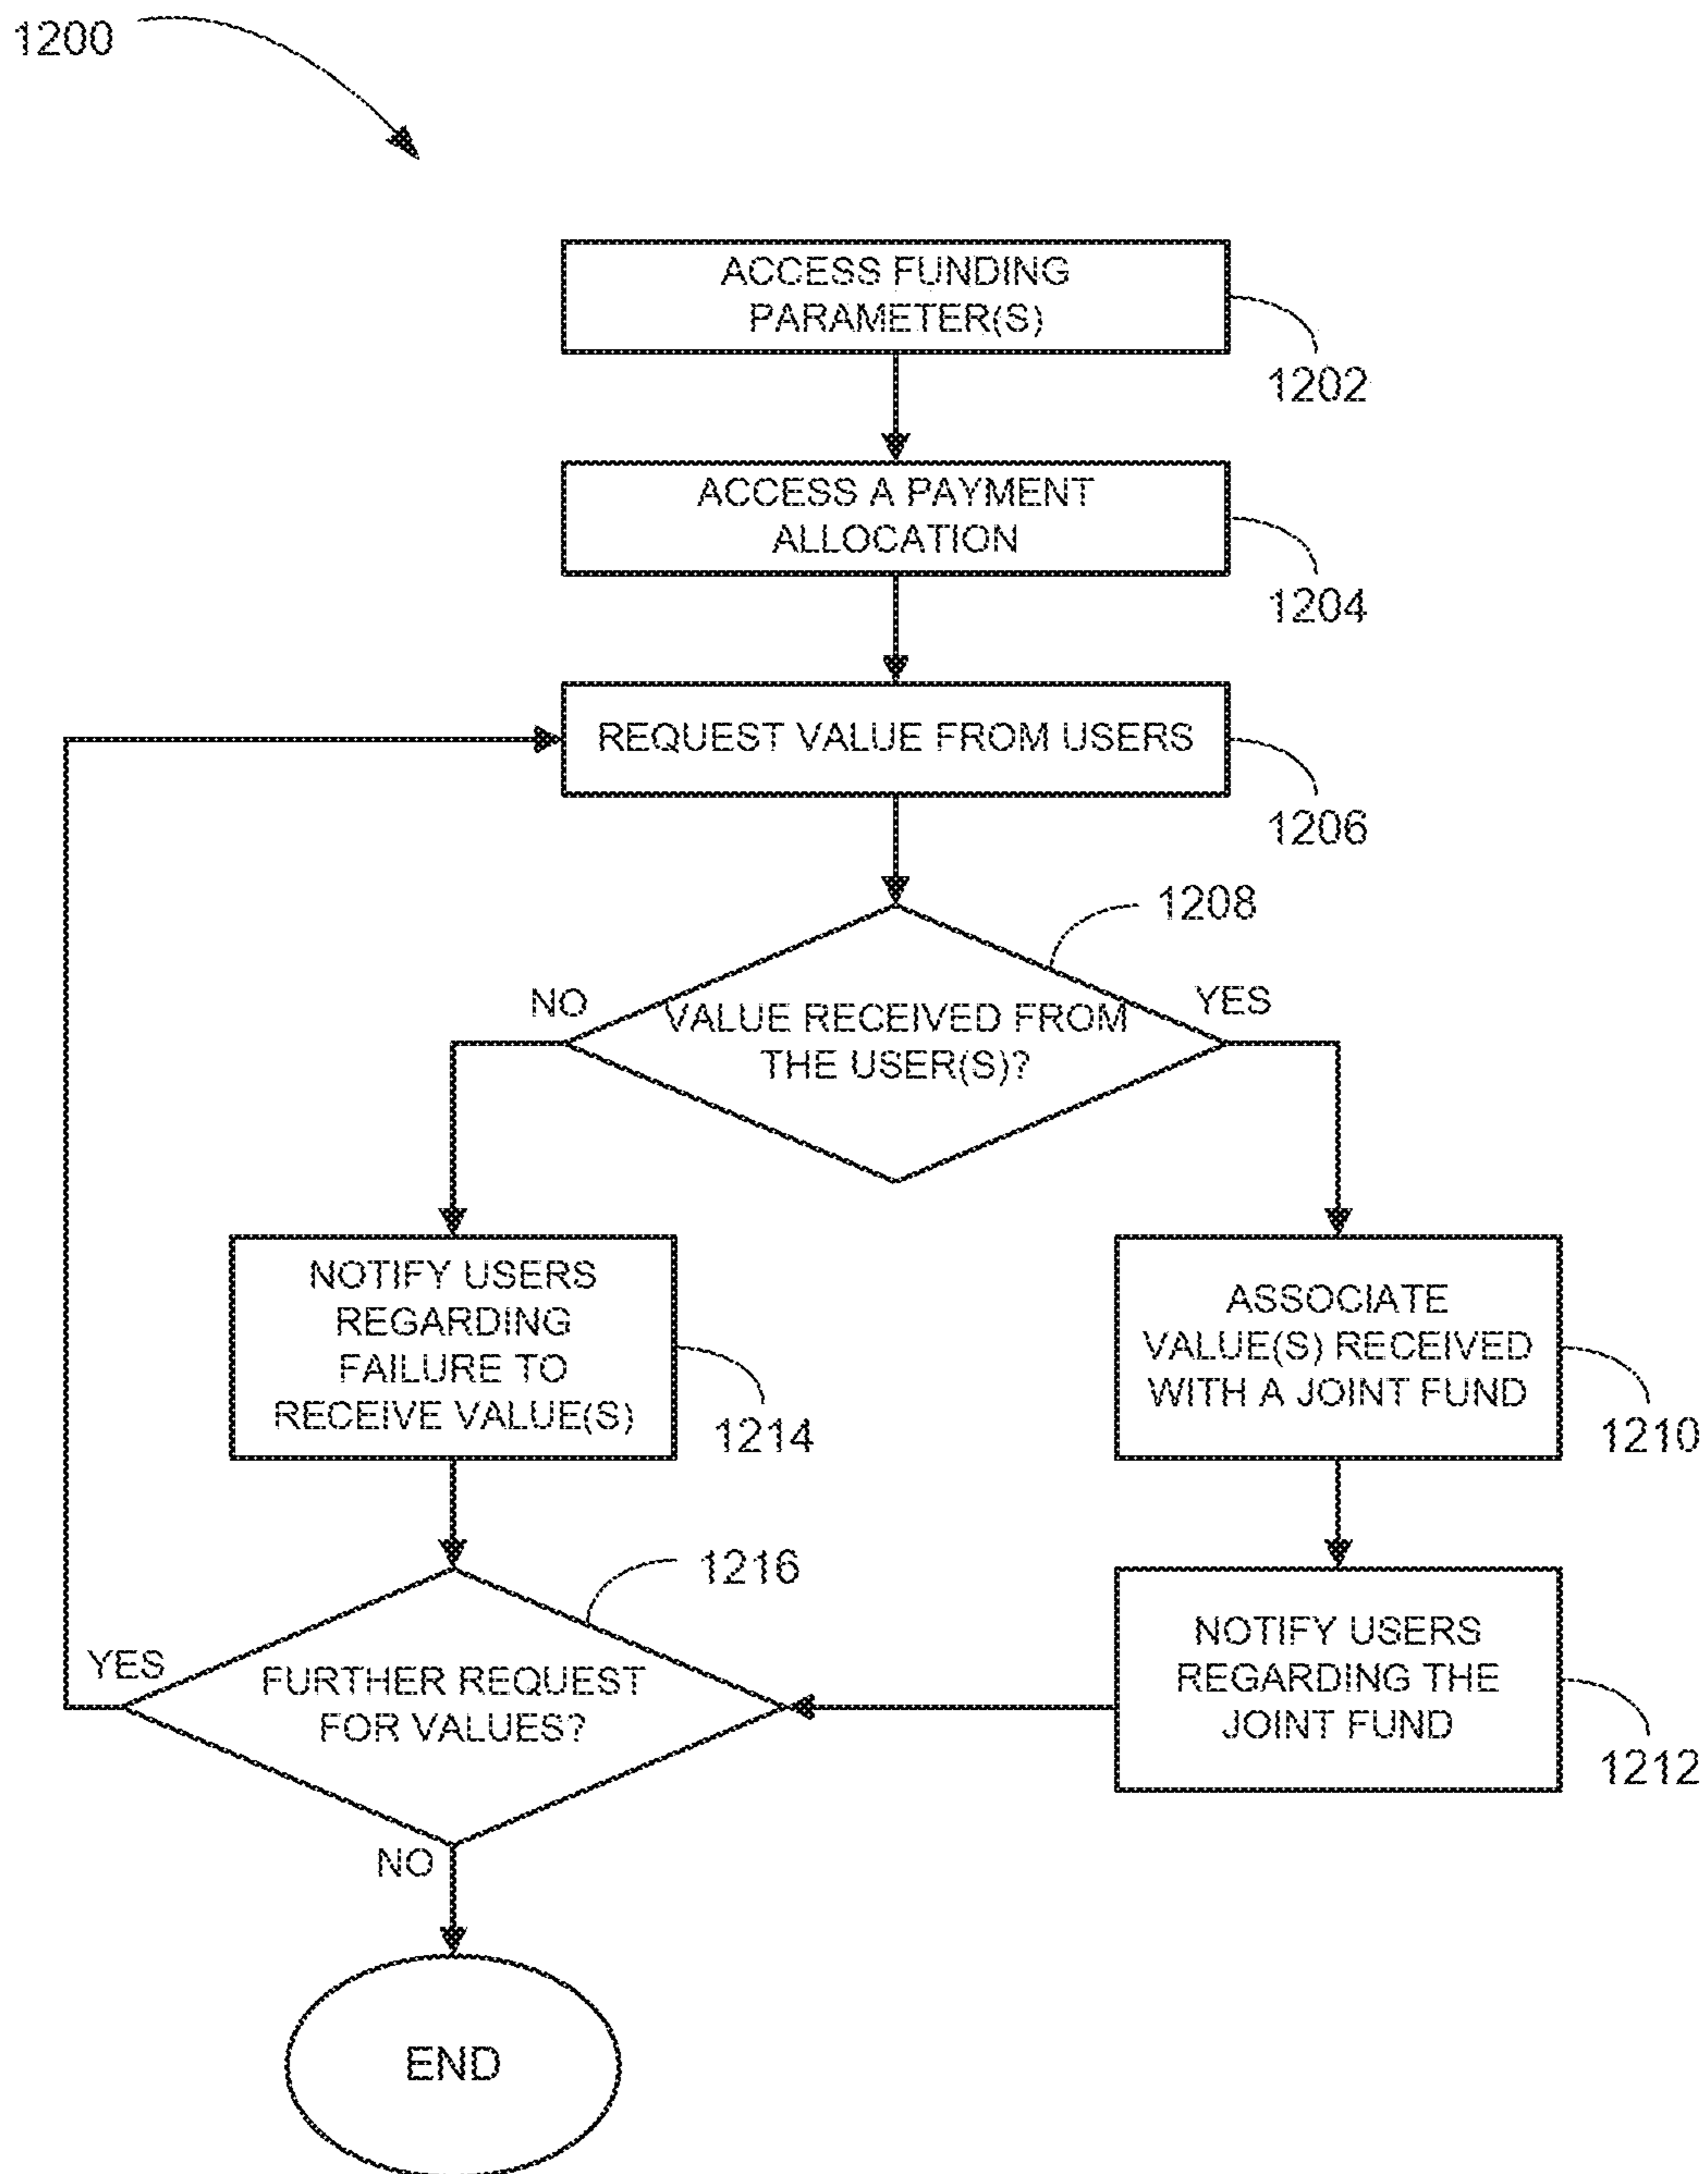 1200
ACCESS FUNDING
PARAMETER(S)
1202
ACCESS A PAYMENT
ALLOCATION
1204
REQUEST VALUE FROM USERS
1206
1208
NO
YES
VALUE RECEIVED FROM
THE USER(S)?
NOTIFY USERS
REGARDING
FAILURE TO
RECEIVE VALUE(S)
1214
ASSOCIATE
VALUE(S) RECEIVED
WITH A JOINT FUND
1210
1216
YES
FURTHER REQUEST
FOR VALUES?
NO
NOTIFY USERS
REGARDING THE
JOINT FUND
1212
END